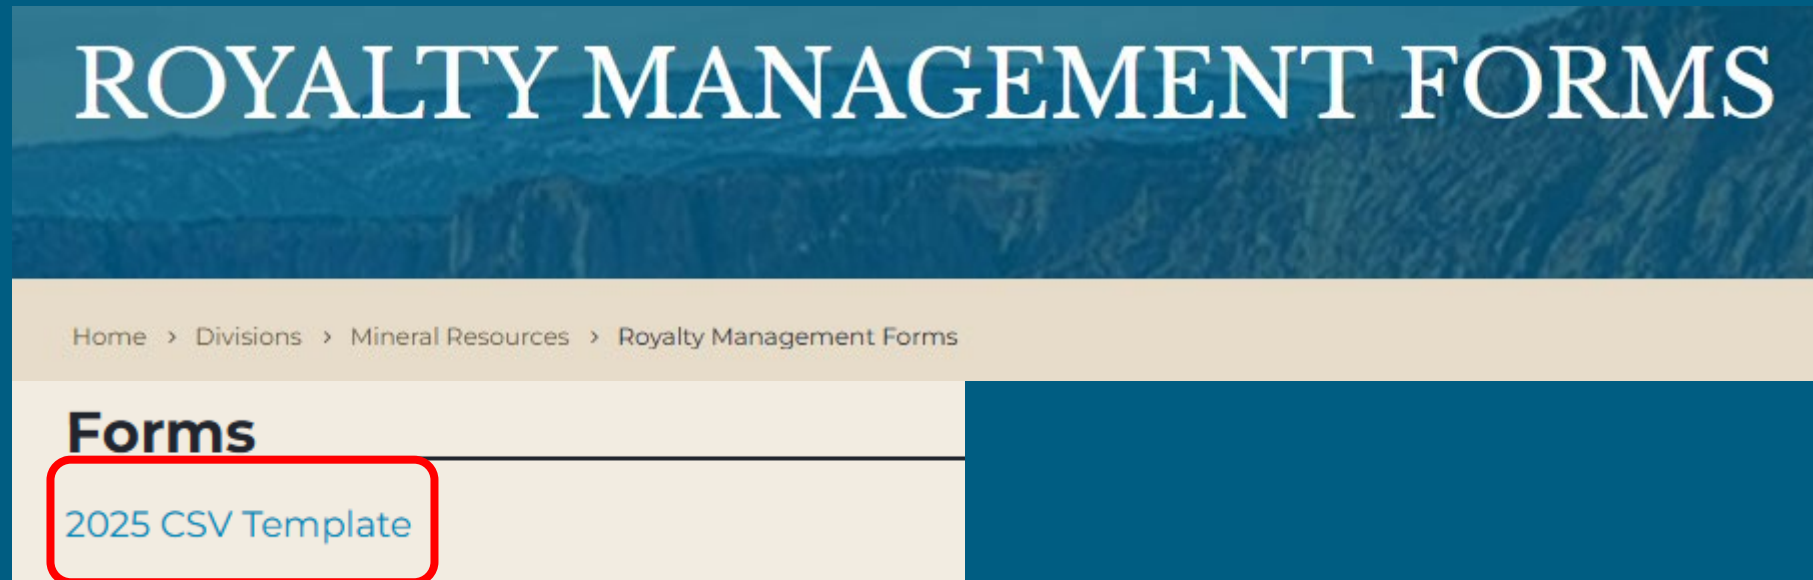 ROYALTY MANAGEMENT FORMS
Home > Divisions > Mineral Resources > Royalty Management Forms
Forms
2025 CSV Template